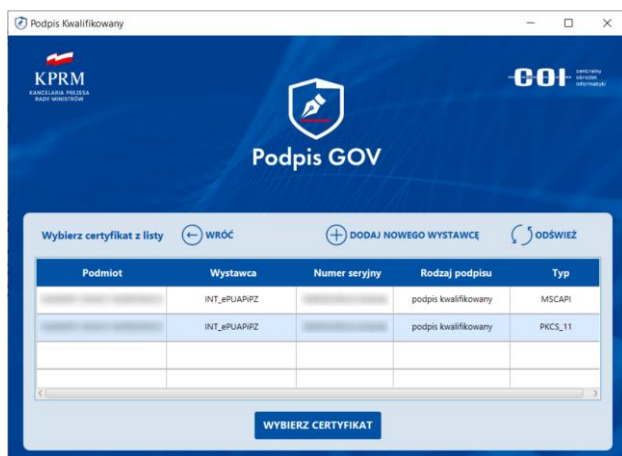 Podpis Kwalifikowany
KPRM
KANCELARIA PREZESA
RADY MINISTRÓW
COI
centralny
ośrodek
informatyki
Podpis GOV
Wybierz certyfikat z listy
WRÓĆ
DODAJ NOWEGO WYSTAWCĘ
ODŚWIEŻ
Podmiot Wystawca Numer seryjny Rodzaj podpisu Typ
INT_ePUAPiPZ podpis kwalifikowany MSCAPI
INT_ePUAPiPZ podpis kwalifikowany PKCS_11
WYBIERZ CERTYFIKAT